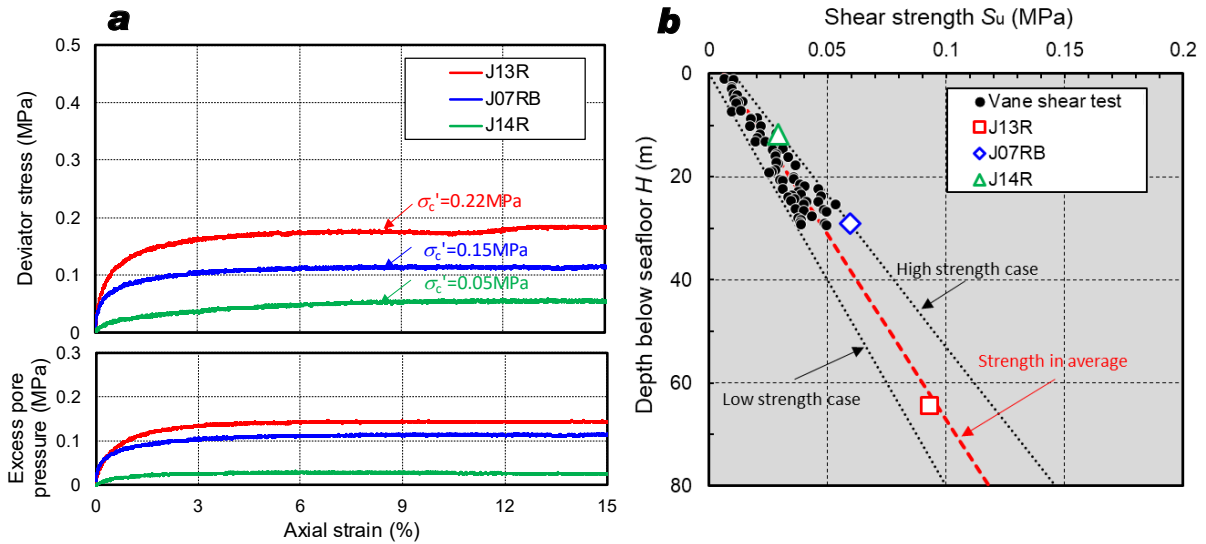 a
Deviator stress (MPa)
0.5
0.4
0.3
0.2
0.1
0
J13R
J07RB
J14R
σc'=0.22MPa
σc'=0.15MPa
σc'=0.05MPa
Excess pore
pressure (MPa)
0.3
0.2
0.1
0
0 3 6 9 12 15
Axial strain (%)
b
Shear strength Su (MPa)
0 0.05 0.1 0.15 0.2
Depth below seafloor H (m)
0
20
40
60
80
Vane shear test
J13R
J07RB
J14R
High strength case
Strength in average
Low strength case